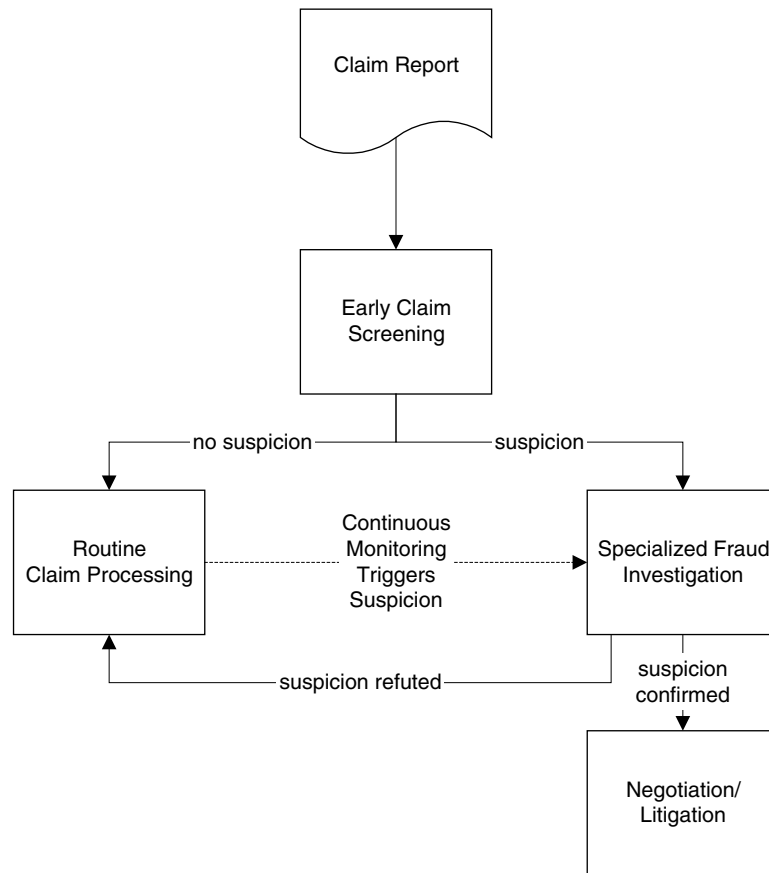 Claim Report
Early Claim
Screening
no suspicion
suspicion
Routine
Claim Processing
Continuous
Monitoring
Triggers
Suspicion
Specialized Fraud
Investigation
suspicion refuted
suspicion
confirmed
Negotiation/
Litigation